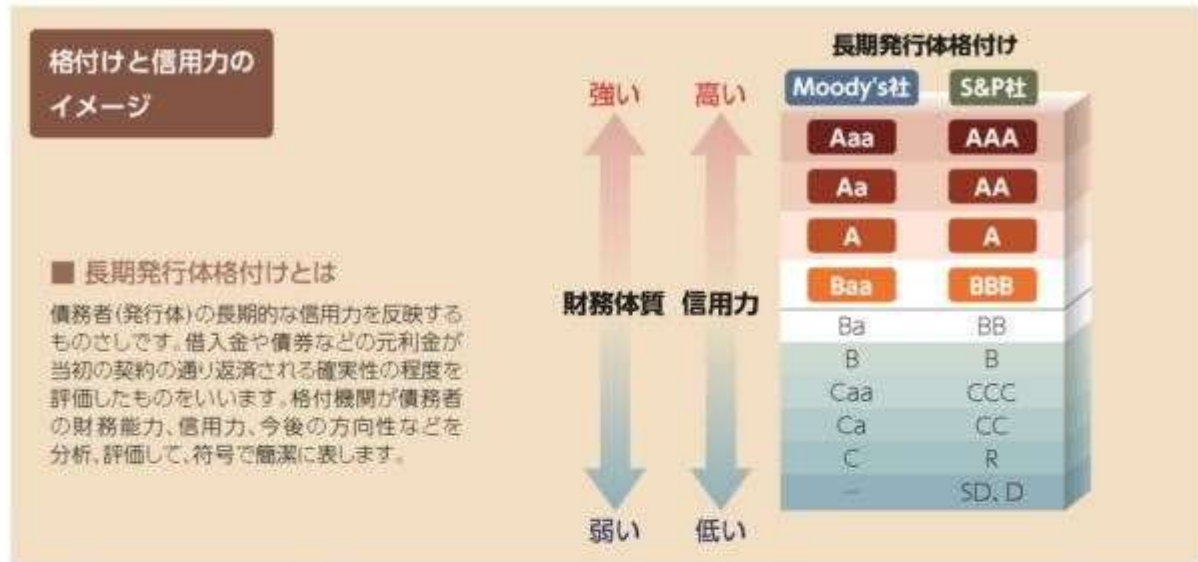 格付けと信用力の
イメージ
■ 長期発行体格付けとは
債務者(発行体)の長期的な信用力を反映する
ものさしです。借入金や債券などの元利金が
当初の契約の通り返済される確実性の程度を
評価したものをいいます。格付機関が債務者
の財務能力、信用力、今後の方向性などを
分析、評価して、符号で簡潔に表します。
強い 高い
財務体質 信用力
弱い 低い
長期発行体格付け
Moody's社 S&P社
Aaa AAA
Aa AA
A A
Baa BBB
Ba BB
B B
Caa CCC
Ca CC
C R
— SD、D